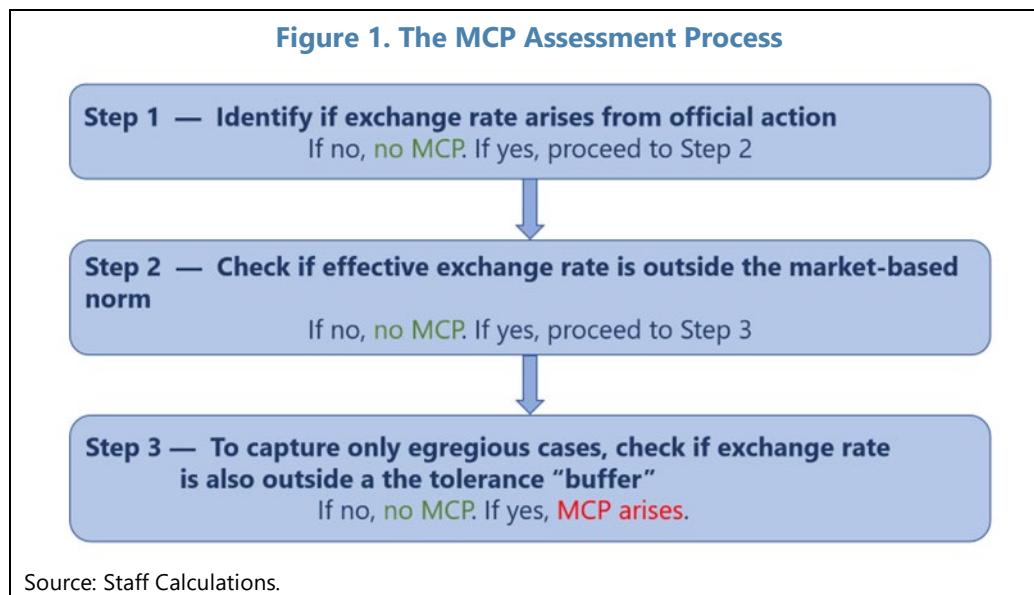 Figure 1. The MCP Assessment Process
Step 1 — Identify if exchange rate arises from official action
If no, no MCP. If yes, proceed to Step 2
Step 2 — Check if effective exchange rate is outside the market-based
norm
If no, no MCP. If yes, proceed to Step 3
Step 3 — To capture only egregious cases, check if exchange rate
is also outside a the tolerance “buffer”
If no, no MCP. If yes, MCP arises.
Source: Staff Calculations.